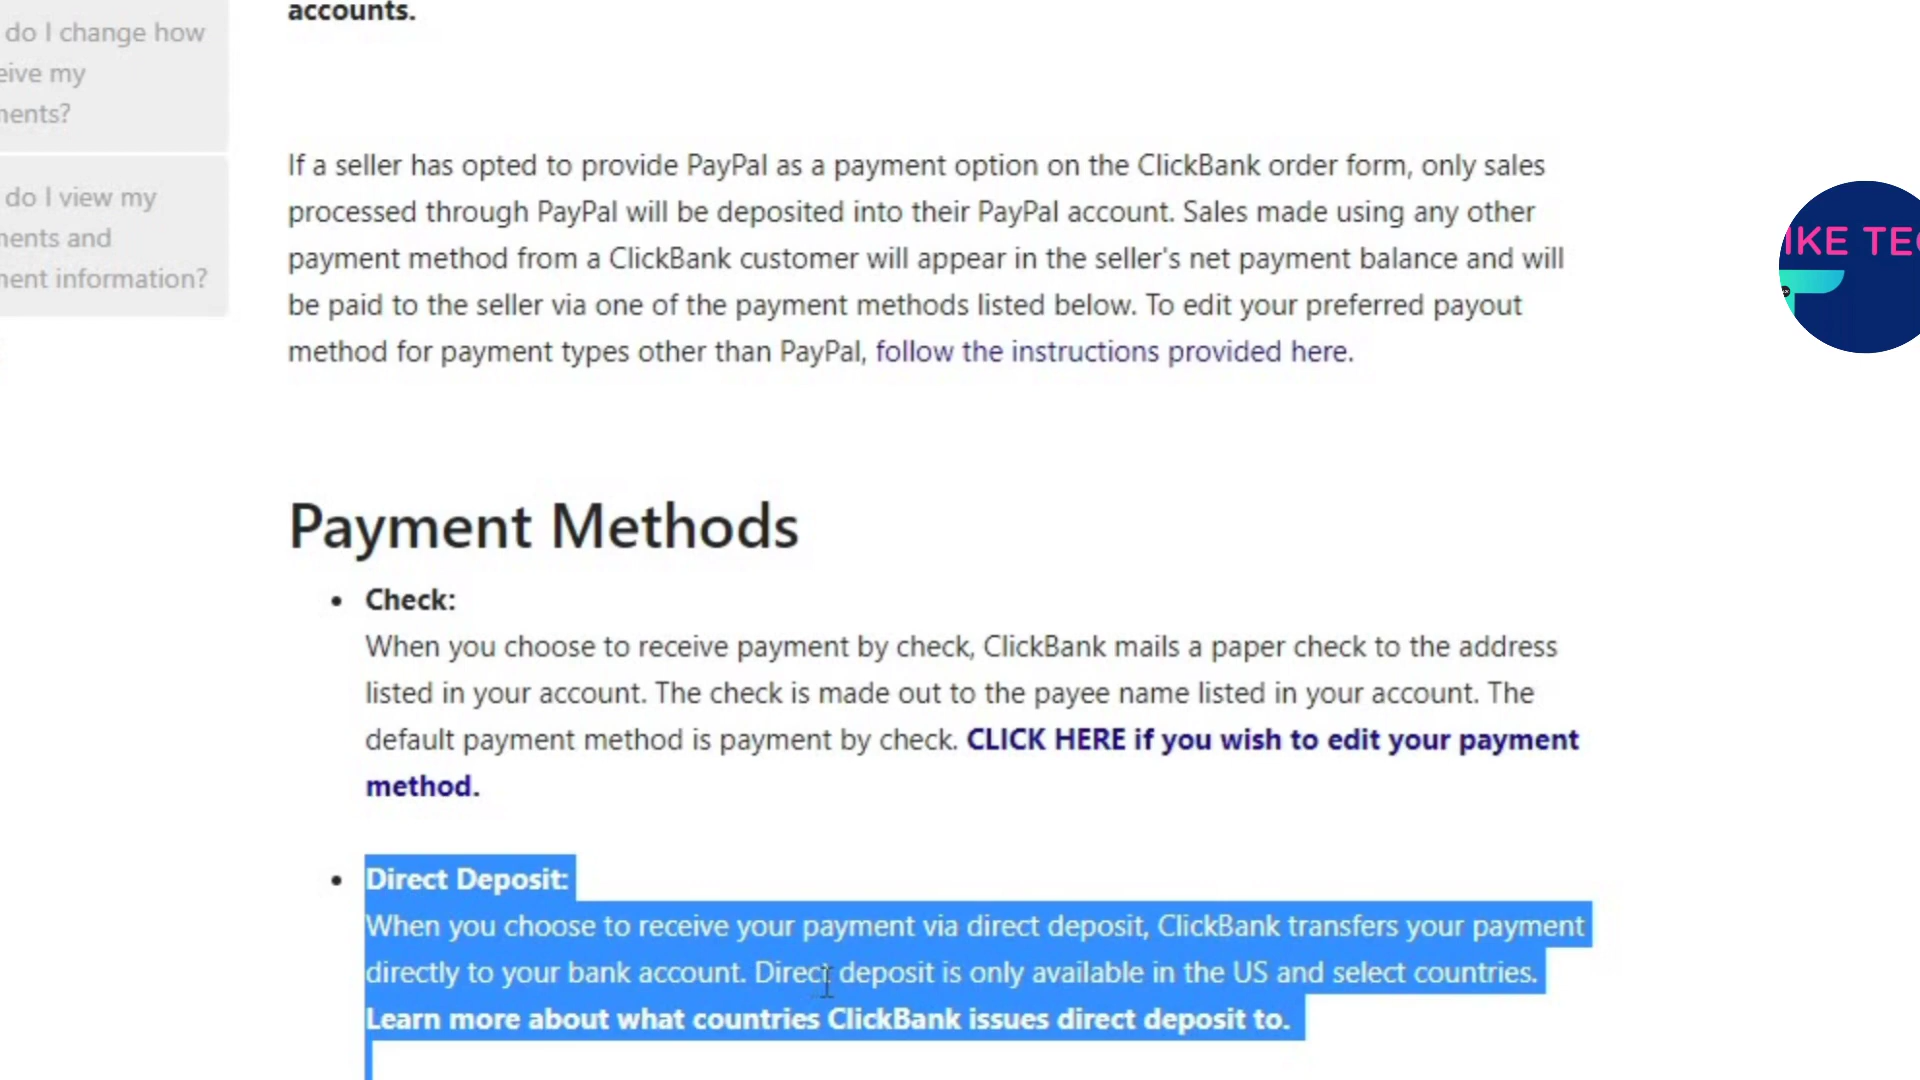 accounts.
do I change how
eive my
nents?
do I view my
nents and
nent information?
If a seller has opted to provide PayPal as a payment option on the ClickBank order form, only sales
processed through PayPal will be deposited into their PayPal account. Sales made using any other
payment method from a ClickBank customer will appear in the seller's net payment balance and will
be paid to the seller via one of the payment methods listed below. To edit your preferred payout
method for payment types other than PayPal, follow the instructions provided here.
IKE TEC
Payment Methods
• Check:
When you choose to receive payment by check, ClickBank mails a paper check to the address
listed in your account. The check is made out to the payee name listed in your account. The
default payment method is payment by check. CLICK HERE if you wish to edit your payment
method.
• Direct Deposit:
When you choose to receive your payment via direct deposit, ClickBank transfers your payment
directly to your bank account. Direct deposit is only available in the US and select countries.
Learn more about what countries ClickBank issues direct deposit to.